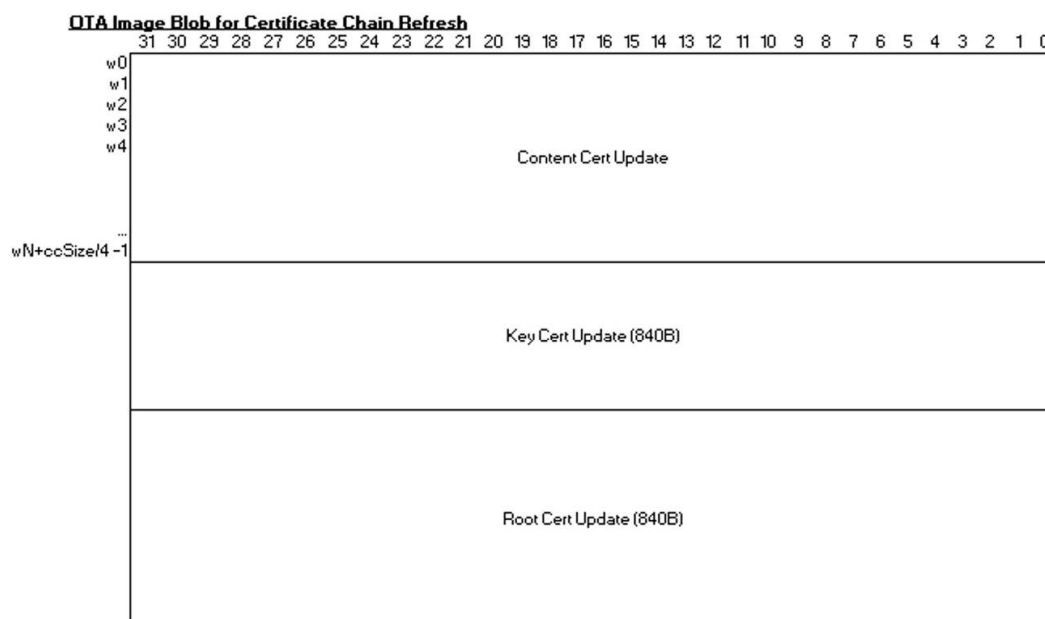 OTA Image Blob for Certificate Chain Refresh
31 30 29 28 27 26 25 24 23 22 21 20 19 18 17 16 15 14 13 12 11 10 9 8 7 6 5 4 3 2 1 0
w0
w1
w2
w3
w4
Content Cert Update
...
wN+ccSize/4 -1
Key Cert Update (840B)
Root Cert Update (840B)